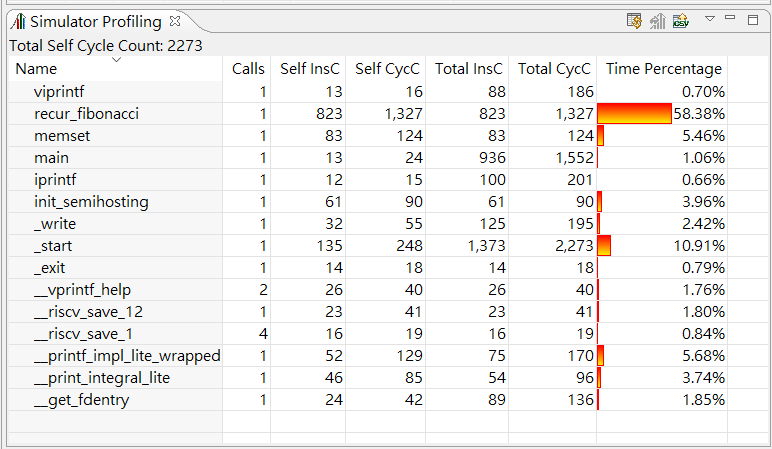 Simulator Profiling
CSV
Total Self Cycle Count: 2273
Name Calls Self InsC Self CycC Total InsC Total CycC Time Percentage
viprintf 1 13 16 88 186 0.70%
recur_fibonacci 1 823 1,327 823 1,327 58.38%
memset 1 83 124 83 124 5.46%
main 1 13 24 936 1,552 1.06%
iprintf 1 12 15 100 201 0.66%
init_semihosting 1 61 90 61 90 3.96%
_write 1 32 55 125 195 2.42%
_start 1 135 248 1,373 2,273 10.91%
_exit 1 14 18 14 18 0.79%
__vprintf_help 2 26 40 26 40 1.76%
__riscv_save_12 1 23 41 23 41 1.80%
__riscv_save_1 4 16 19 16 19 0.84%
__printf_impl_lite_wrapped 1 52 129 75 170 5.68%
__print_integral_lite 1 46 85 54 96 3.74%
__get_fdentry 1 24 42 89 136 1.85%